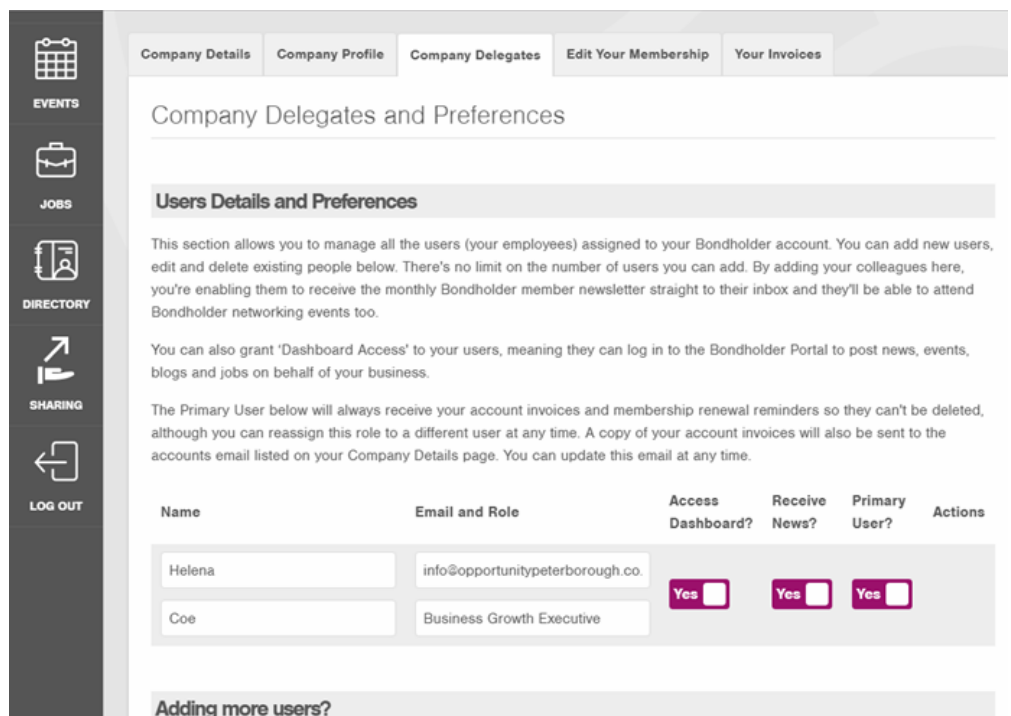 EVENTS
JOBS
DIRECTORY
SHARING
LOG OUT
Company Details Company Profile Company Delegates Edit Your Membership Your Invoices
Company Delegates and Preferences
Users Details and Preferences
This section allows you to manage all the users (your employees) assigned to your Bondholder account. You can add new users,
edit and delete existing people below. There's no limit on the number of users you can add. By adding your colleagues here,
you're enabling them to receive the monthly Bondholder member newsletter straight to their inbox and they'll be able to attend
Bondholder networking events too.
You can also grant 'Dashboard Access' to your users, meaning they can log in to the Bondholder Portal to post news, events,
blogs and jobs on behalf of your business.
The Primary User below will always receive your account invoices and membership renewal reminders so they can't be deleted,
although you can reassign this role to a different user at any time. A copy of your account invoices will also be sent to the
accounts email listed on your Company Details page. You can update this email at any time.
Name Email and Role Access Dashboard? Receive News? Primary User? Actions
Helena info@opportunitypeterborough.co.
Yes Yes Yes
Coe Business Growth Executive
Adding more users?